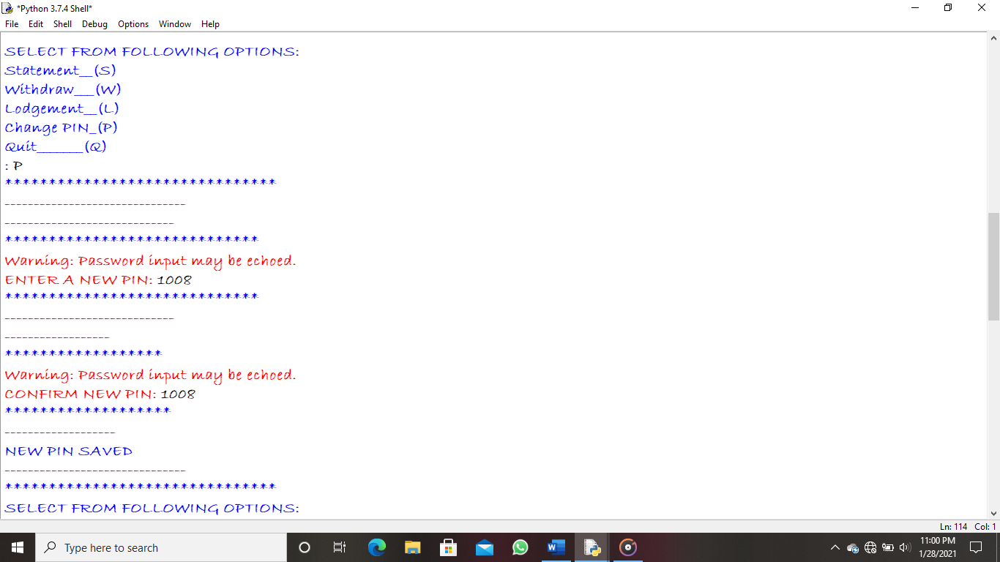 *Python 3.7.4 Shell*
File Edit Shell Debug Options Window Help
SELECT FROM FOLLOWING OPTIONS:
Statement__(S)
Withdraw___(W)
Lodgement__(L)
Change PIN_(P)
Quit_______(Q)
: P
*******************************
-------------------------------
-----------------------------
*****************************
Warning: Password input may be echoed.
ENTER A NEW PIN: 1008
*****************************
-----------------------------
------------------
******************
Warning: Password input may be echoed.
CONFIRM NEW PIN: 1008
*******************
-------------------
NEW PIN SAVED
-------------------------------
*******************************
SELECT FROM FOLLOWING OPTIONS:
Ln: 114 Col: 1
Type here to search
11:00 PM
1/28/2021